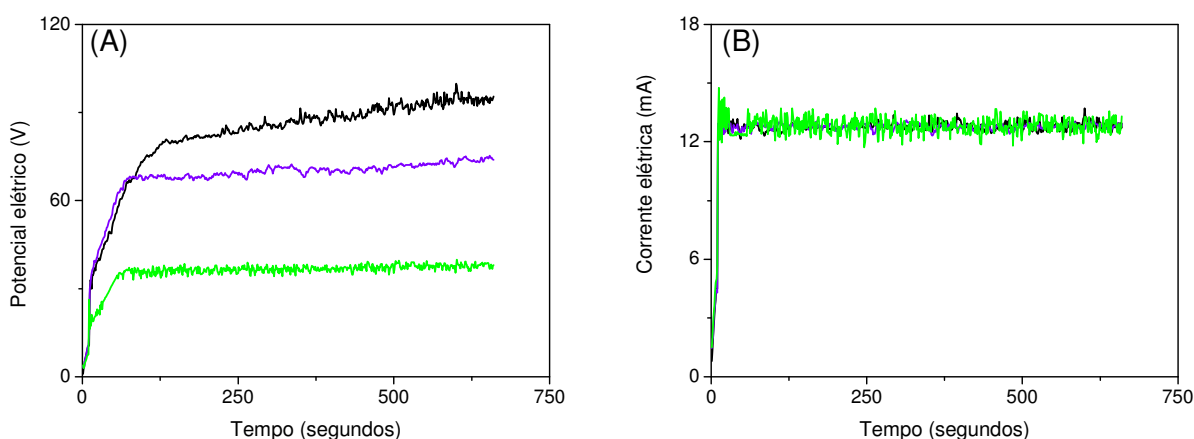 (A)
Potencial elétrico (V)
120
60
0
0
250
500
750
Tempo (segundos)
(B)
Corrente elétrica (mA)
18
12
6
0
0
250
500
750
Tempo (segundos)